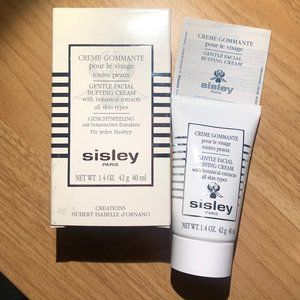 CREME GOMMANTE
pour le visage
toutes peaux
GENTLE FACIAL
BUFFING CREAM
with botanical extracts
all skin types
GESICHTSPEELING
mit botanischen Extrakten
Für jeden Hauttyp
sisley
PARIS
NET WT. 1.4 OZ. 42 g 40 ml
CREATIONS
HUBERT ISABELLE D'ORNANO
CREME GOMMANTE
pour le visage
GENTLE FACIAL
BUFFING CREAM
sisley
PARIS
CREME GOMMANTE
pour le visage
toutes peaux
GENTLE FACIAL
BUFFING CREAM
with botanical extracts
all skin types
sisley
PARIS
NET WT. 1.4 OZ. 42 g 40 ml